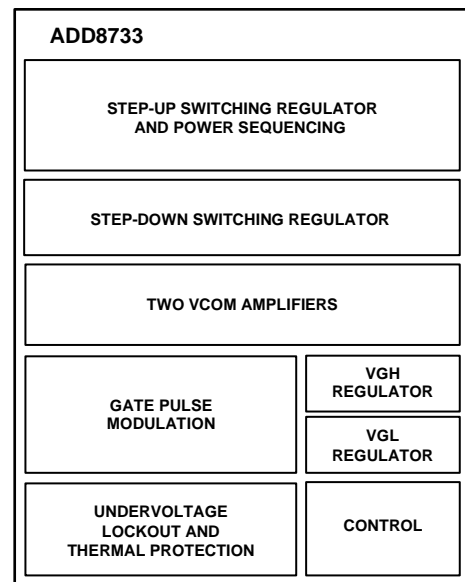 ADD8733
STEP-UP SWITCHING REGULATOR
AND POWER SEQUENCING
STEP-DOWN SWITCHING REGULATOR
TWO VCOM AMPLIFIERS
GATE PULSE
MODULATION
VGH
REGULATOR
VGL
REGULATOR
UNDERVOLTAGE
LOCKOUT AND
THERMAL PROTECTION
CONTROL